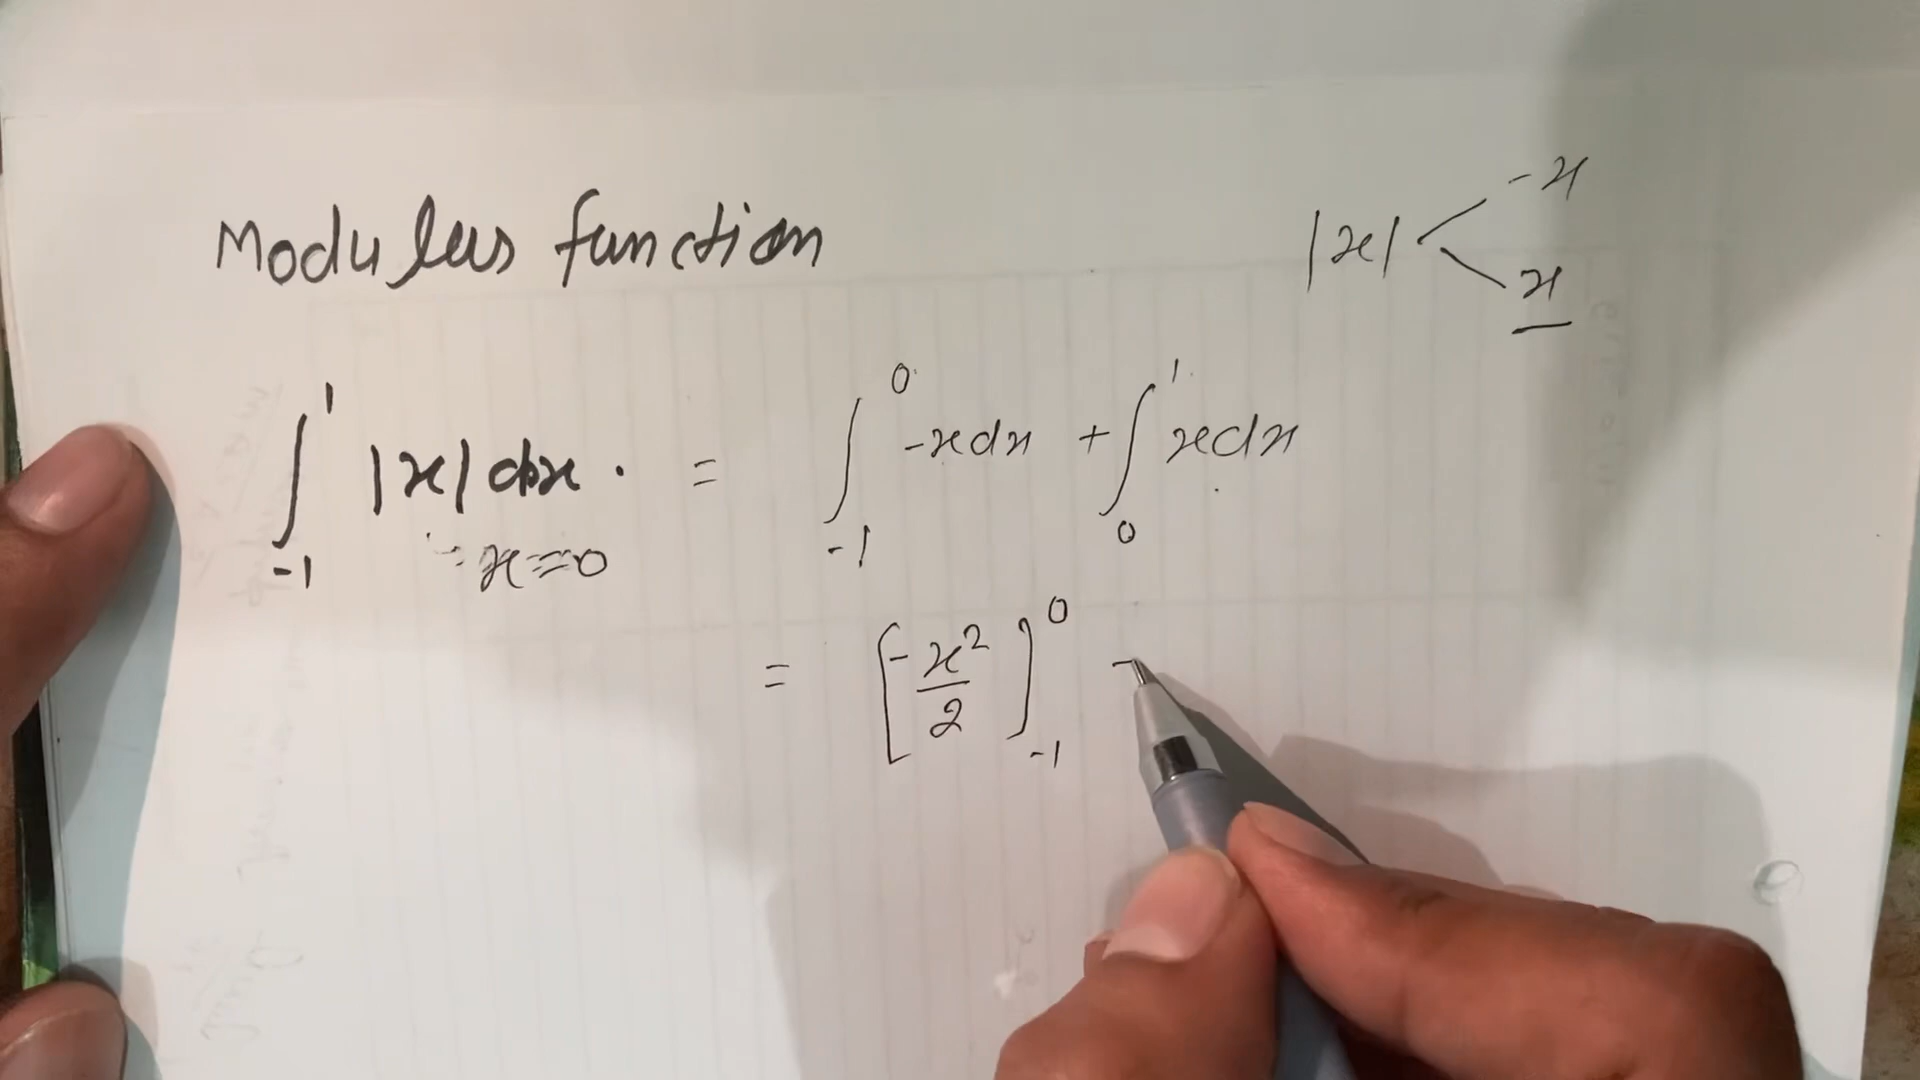 Modulus function
|x| < -x
x
∫_{-1}^{1} |x| dx . = ∫_{-1}^{0} -x dx + ∫_{0}^{1} x dx
x=0
= [-x²/2]_{-1}^{0} -